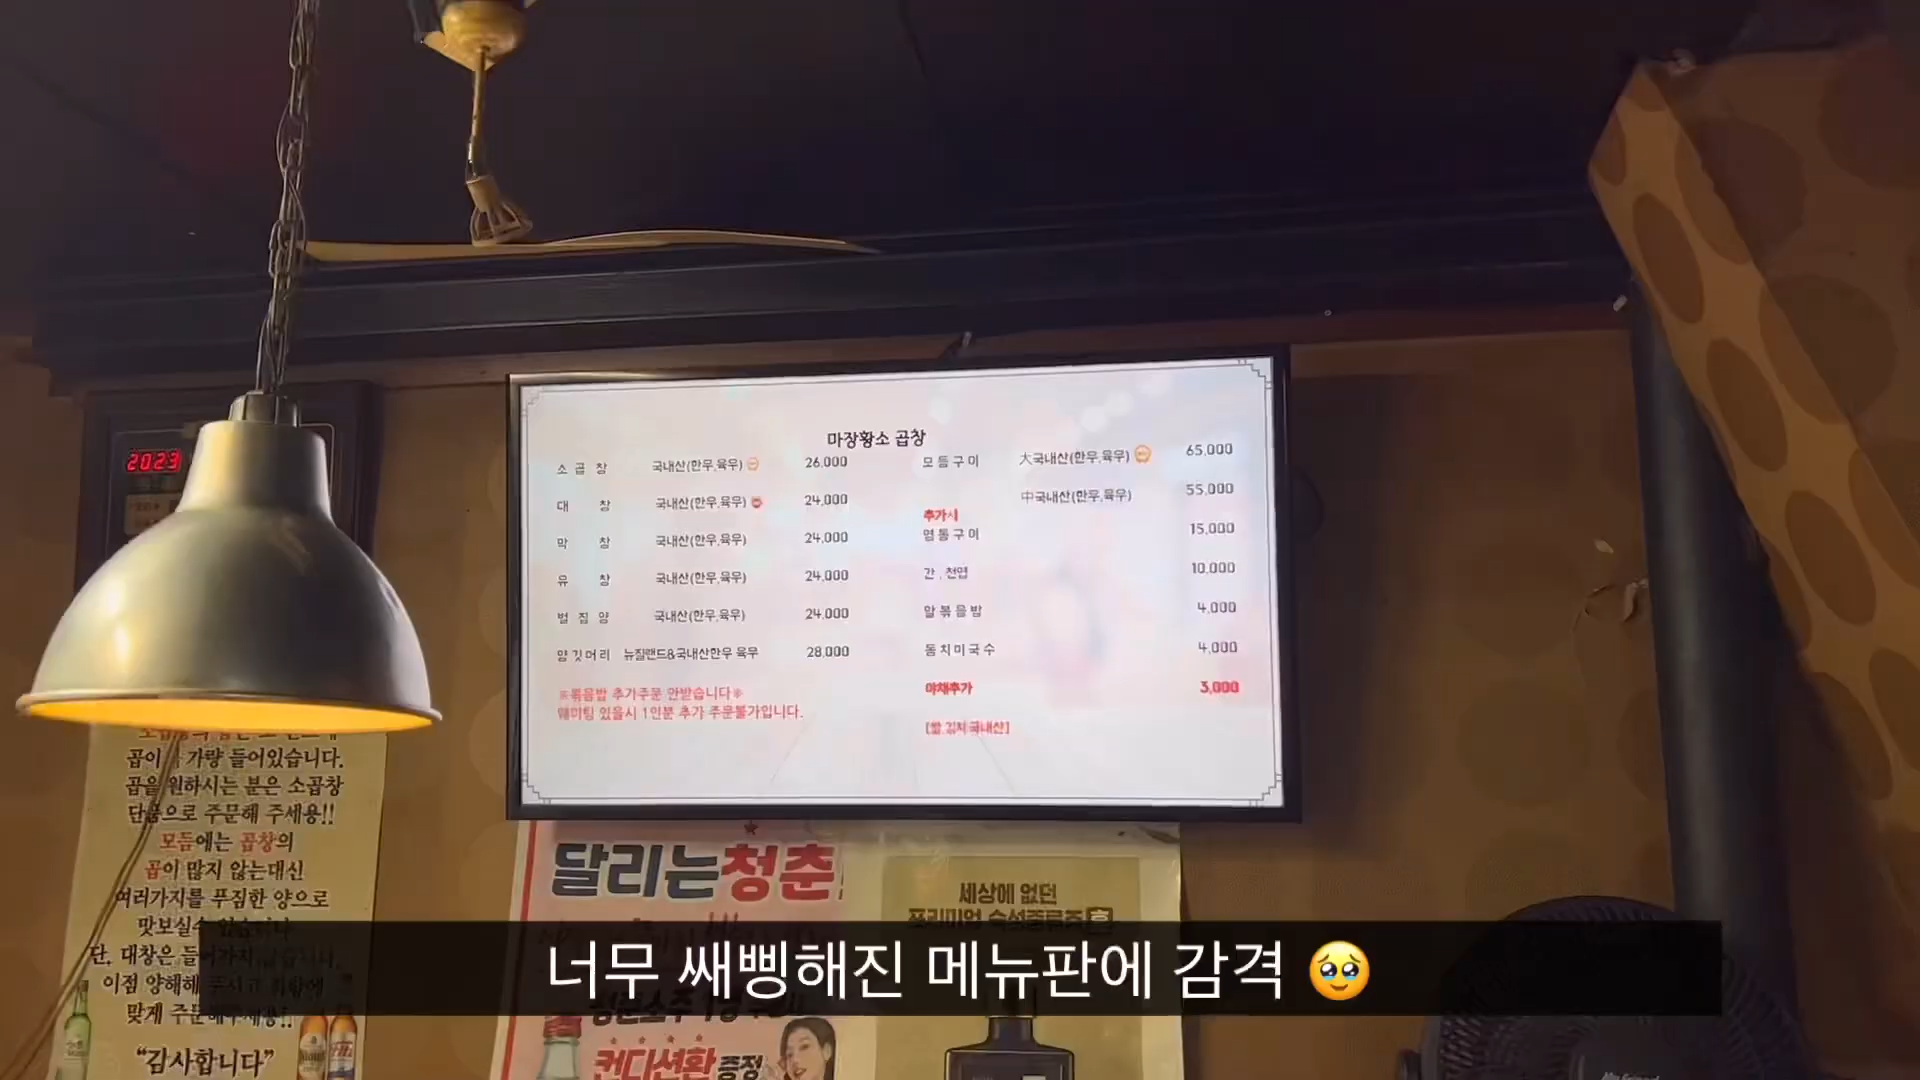 2023
마장황소 곱창
소 곱 창 국내산(한우,육우) 26,000
대 창 국내산(한우,육우) 24,000
막 창 국내산(한우,육우) 24,000
유 창 국내산(한우,육우) 24,000
벌 집 양 국내산(한우,육우) 24,000
양깃머리 뉴질랜드&국내산한우 육우 28,000
※볶음밥 추가주문 안받습니다※
웨이팅 있을시 1인분 추가 주문불가입니다.
모듬구이 大국내산(한우,육우) 65,000
中국내산(한우,육우) 55,000
추가시
염통구이 15,000
간, 천엽 10,000
알볶음밥 4,000
동치미국수 4,000
야채추가 3,000
[쌀,김치 국내산]
곱이 가량 들어있습니다.
곱을 원하시는 분은 소곱창
단품으로 주문해 주세용!!
모듬에는 곱창의
곱이 많지 않는대신
여러가지를 푸짐한 양으로
맛보실수
단. 대창은
이점 양해해
맞게 주문해주세용!!
"감사합니다"
달리는청춘!
컨디션환 증정
세상에 없던
너무 쌔삥해진 메뉴판에 감격 🥹